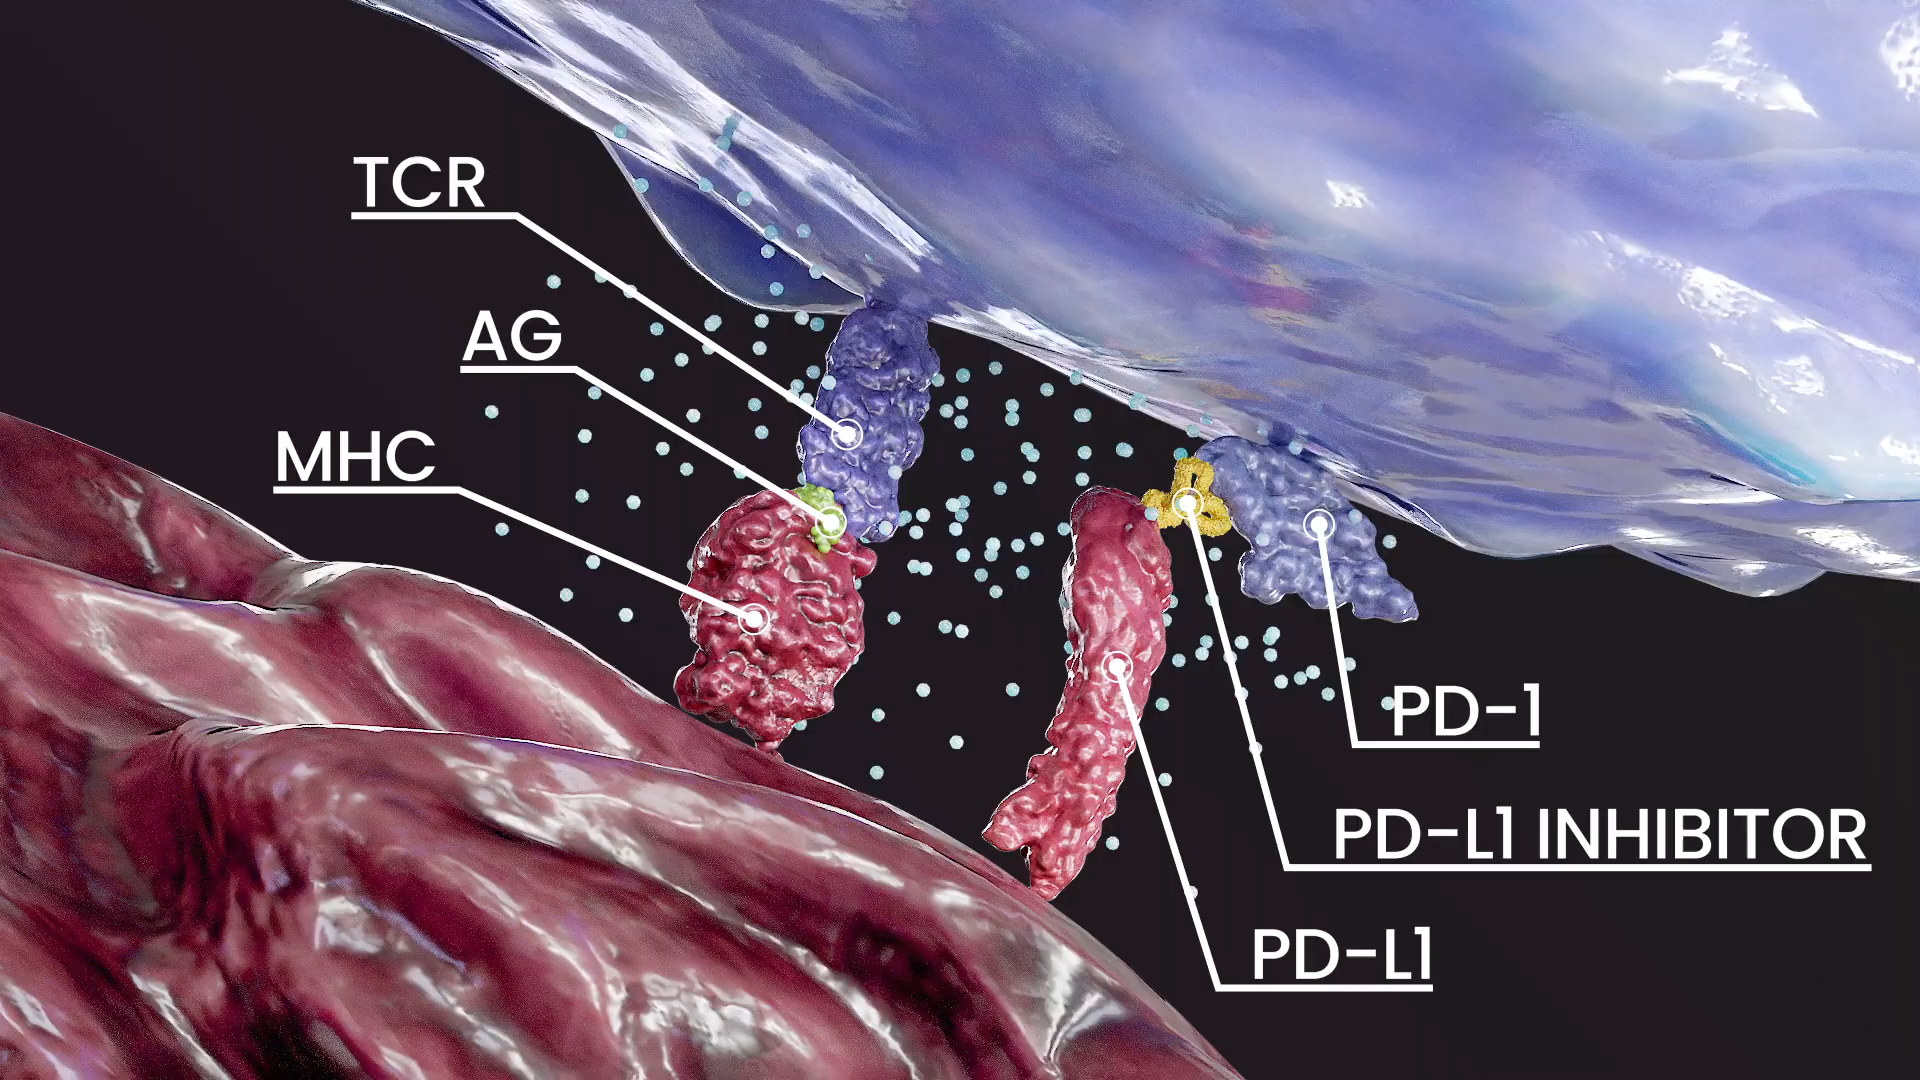 TCR
AG
MHC
PD-1
PD-L1 INHIBITOR
PD-L1